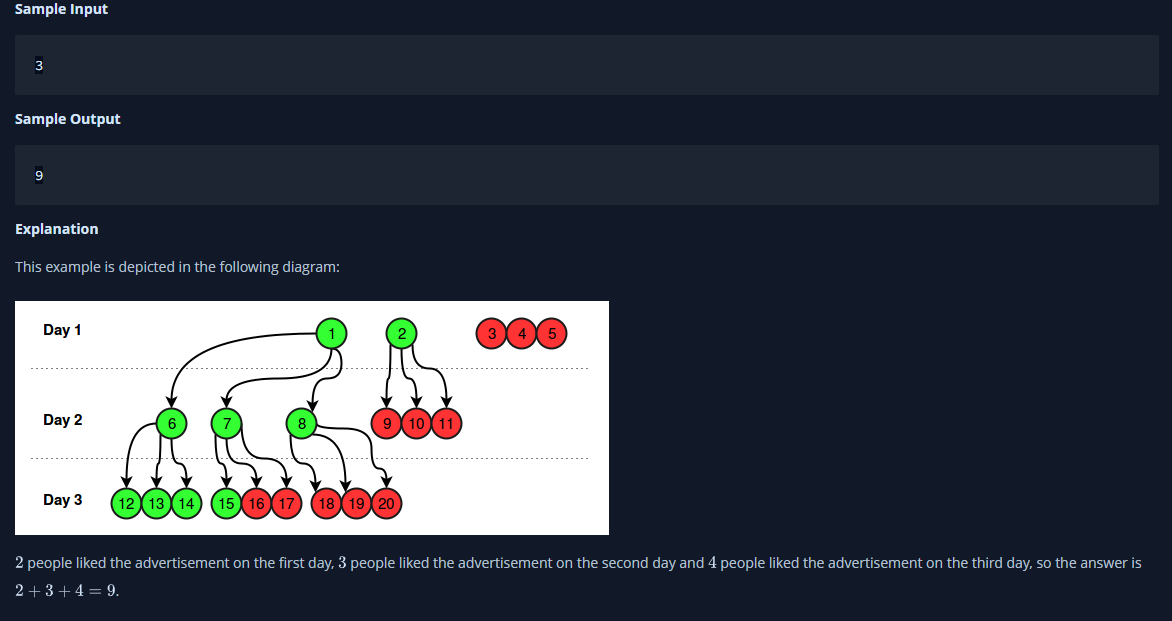 Sample Input
3
Sample Output
9
Explanation
This example is depicted in the following diagram:
Day 1 1 2 3 4 5
Day 2 6 7 8 9 10 11
Day 3 12 13 14 15 16 17 18 19 20
2 people liked the advertisement on the first day, 3 people liked the advertisement on the second day and 4 people liked the advertisement on the third day, so the answer is
2 + 3 + 4 = 9.